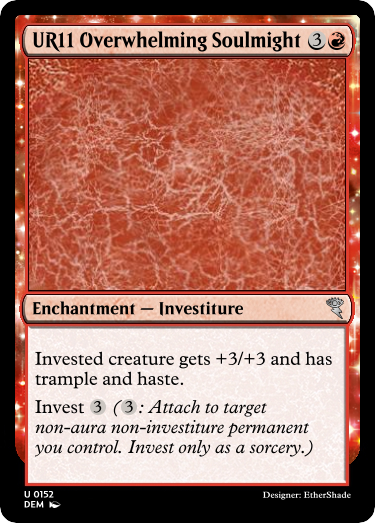 UR11 Overwhelming Soulmight 3
Enchantment — Investiture
Invested creature gets +3/+3 and has
trample and haste.
Invest 3 (3: Attach to target
non-aura non-investiture permanent
you control. Invest only as a sorcery.)
U 0152
DEM
Designer: EtherShade